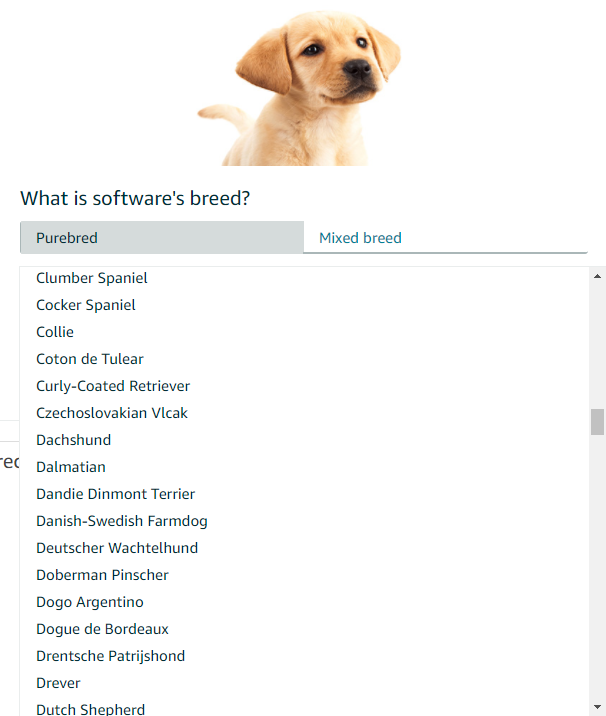 What is software's breed?
Purebred
Mixed breed
Clumber Spaniel
Cocker Spaniel
Collie
Coton de Tulear
Curly-Coated Retriever
Czechoslovakian Vlcak
Dachshund
Dalmatian
Dandie Dinmont Terrier
Danish-Swedish Farmdog
Deutscher Wachtelhund
Doberman Pinscher
Dogo Argentino
Dogue de Bordeaux
Drentsche Patrijshond
Drever
Dutch Shepherd